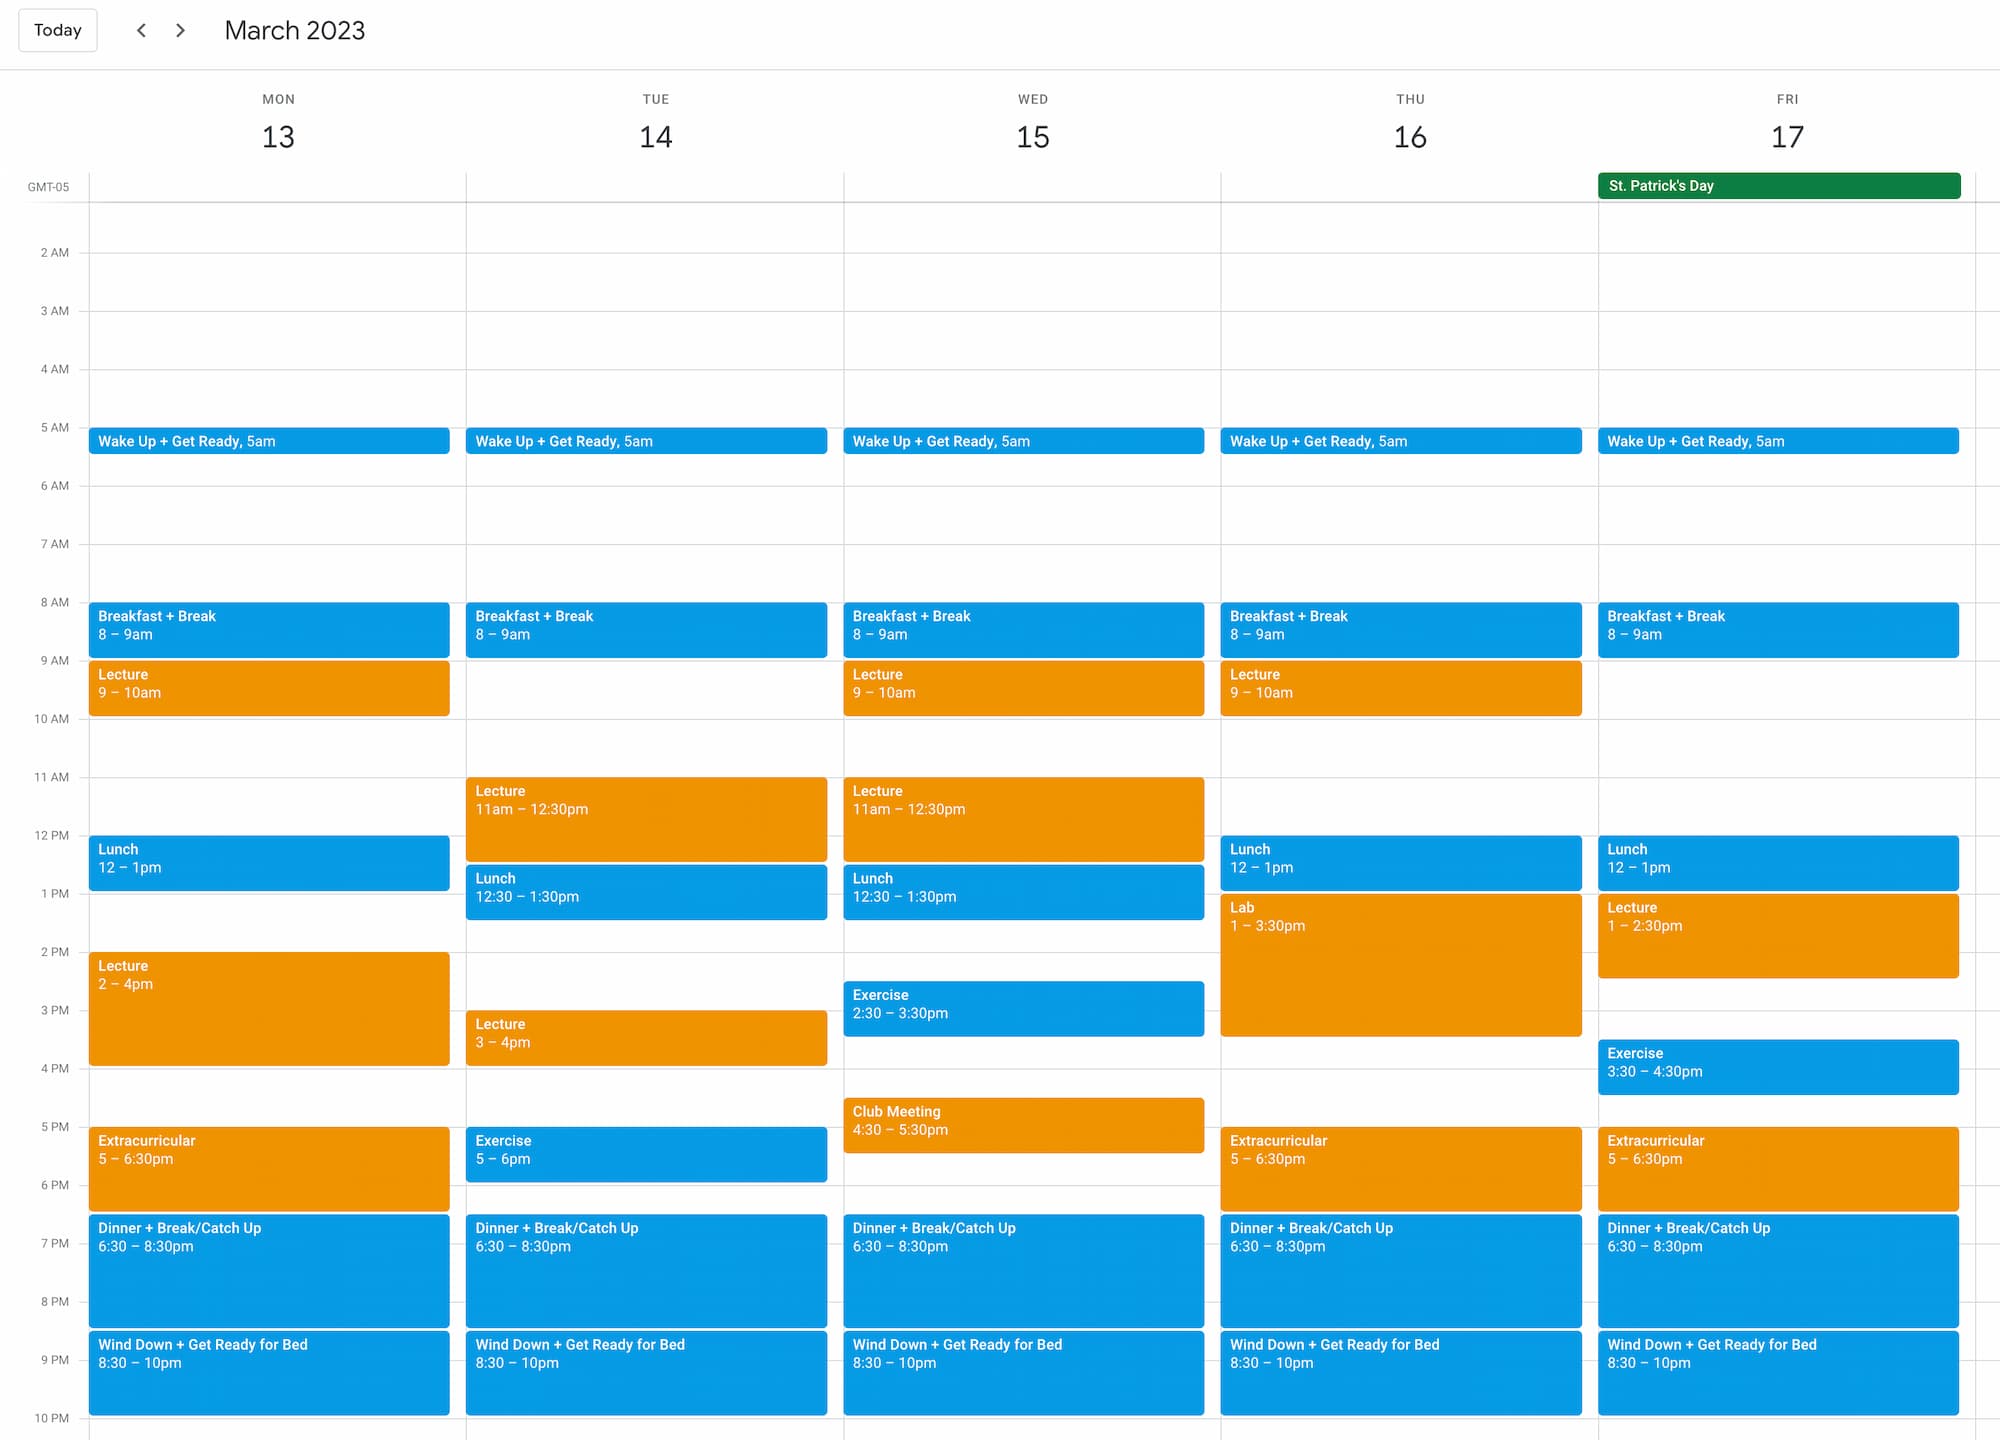 Today
March 2023
MON
TUE
WED
THU
FRI
13
14
15
16
17
GMT-05
St. Patrick's Day
2 AM
3 AM
4 AM
5 AM
6 AM
7 AM
8 AM
9 AM
10 AM
11 AM
12 PM
1 PM
2 PM
3 PM
4 PM
5 PM
6 PM
7 PM
8 PM
9 PM
10 PM
Wake Up + Get Ready, 5am
Breakfast + Break
8 – 9am
Lecture
9 – 10am
Lunch
12 – 1pm
Lecture
2 – 4pm
Extracurricular
5 – 6:30pm
Dinner + Break/Catch Up
6:30 – 8:30pm
Wind Down + Get Ready for Bed
8:30 – 10pm
Wake Up + Get Ready, 5am
Breakfast + Break
8 – 9am
Lecture
11am – 12:30pm
Lunch
12:30 – 1:30pm
Lecture
3 – 4pm
Exercise
5 – 6pm
Dinner + Break/Catch Up
6:30 – 8:30pm
Wind Down + Get Ready for Bed
8:30 – 10pm
Wake Up + Get Ready, 5am
Breakfast + Break
8 – 9am
Lecture
9 – 10am
Lecture
11am – 12:30pm
Lunch
12:30 – 1:30pm
Exercise
2:30 – 3:30pm
Club Meeting
4:30 – 5:30pm
Dinner + Break/Catch Up
6:30 – 8:30pm
Wind Down + Get Ready for Bed
8:30 – 10pm
Wake Up + Get Ready, 5am
Breakfast + Break
8 – 9am
Lecture
9 – 10am
Lunch
12 – 1pm
Lab
1 – 3:30pm
Extracurricular
5 – 6:30pm
Dinner + Break/Catch Up
6:30 – 8:30pm
Wind Down + Get Ready for Bed
8:30 – 10pm
Wake Up + Get Ready, 5am
Breakfast + Break
8 – 9am
Lunch
12 – 1pm
Lecture
1 – 2:30pm
Exercise
3:30 – 4:30pm
Extracurricular
5 – 6:30pm
Dinner + Break/Catch Up
6:30 – 8:30pm
Wind Down + Get Ready for Bed
8:30 – 10pm